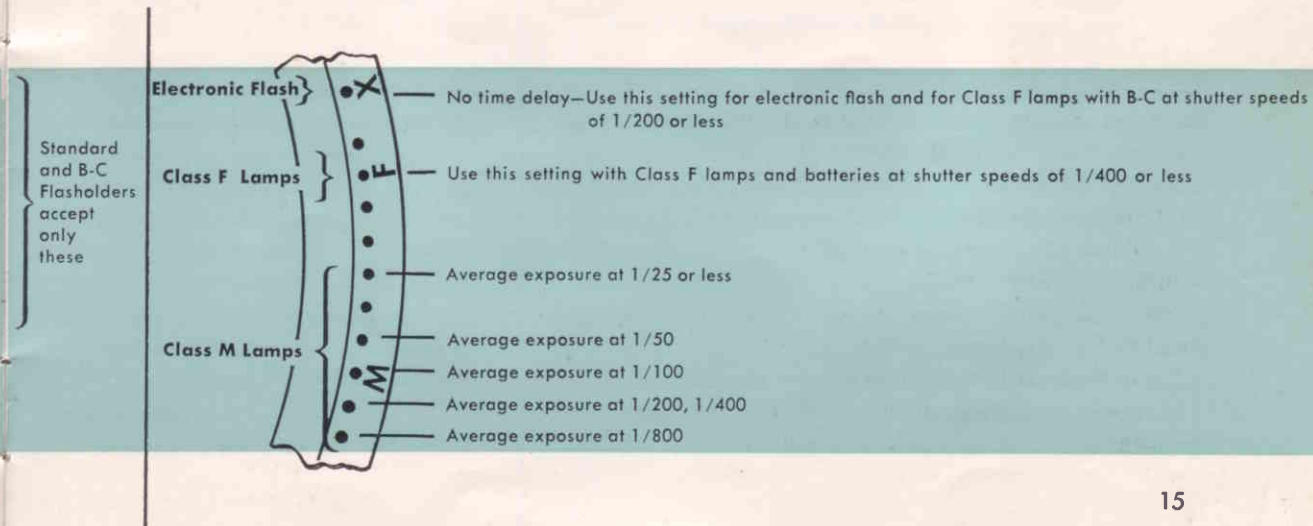 Standard
and B-C
Flasholders
accept
only
these
Electronic Flash
X
No time delay—Use this setting for electronic flash and for Class F lamps with B-C at shutter speeds
of 1/200 or less
Class F Lamps
F
Use this setting with Class F lamps and batteries at shutter speeds of 1/400 or less
Average exposure at 1/25 or less
Class M Lamps
Average exposure at 1/50
M
Average exposure at 1/100
Average exposure at 1/200, 1/400
Average exposure at 1/800
15